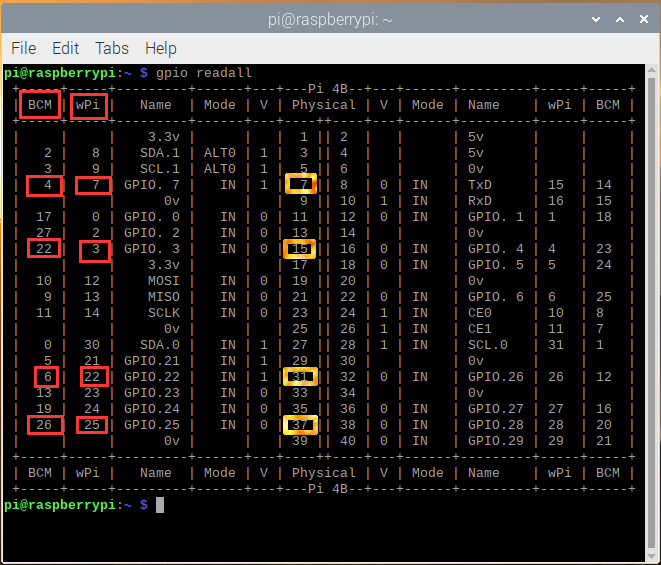 pi@raspberrypi: ~
File Edit Tabs Help
pi@raspberrypi:~ $ gpio readall
+-----+-----+---------+------+---+---Pi 4B--+---+------+---------+-----+-----+
| BCM | wPi |   Name  | Mode | V | Physical | V | Mode | Name    | wPi | BCM |
+-----+-----+---------+------+---+----++----+---+------+---------+-----+-----+
|     |     |    3.3v |      |   |  1 || 2  |   |      | 5v      |     |     |
|   2 |   8 |   SDA.1 | ALT0 | 1 |  3 || 4  |   |      | 5v      |     |     |
|   3 |   9 |   SCL.1 | ALT0 | 1 |  5 || 6  |   |      | 0v      |     |     |
|   4 |   7 | GPIO. 7 |   IN | 1 |  7 || 8  | 0 | IN   | TxD     | 15  | 14  |
|     |     |      0v |      |   |  9 || 10 | 1 | IN   | RxD     | 16  | 15  |
|  17 |   0 | GPIO. 0 |   IN | 0 | 11 || 12 | 0 | IN   | GPIO. 1 | 1   | 18  |
|  27 |   2 | GPIO. 2 |   IN | 0 | 13 || 14 |   |      | 0v      |     |     |
|  22 |   3 | GPIO. 3 |   IN | 0 | 15 || 16 | 0 | IN   | GPIO. 4 | 4   | 23  |
|     |     |    3.3v |      |   | 17 || 18 | 0 | IN   | GPIO. 5 | 5   | 24  |
|  10 |  12 |    MOSI |   IN | 0 | 19 || 20 |   |      | 0v      |     |     |
|   9 |  13 |    MISO |   IN | 0 | 21 || 22 | 0 | IN   | GPIO. 6 | 6   | 25  |
|  11 |  14 |    SCLK |   IN | 0 | 23 || 24 | 1 | IN   | CE0     | 10  | 8   |
|     |     |      0v |      |   | 25 || 26 | 1 | IN   | CE1     | 11  | 7   |
|   0 |  30 |   SDA.0 |   IN | 1 | 27 || 28 | 1 | IN   | SCL.0   | 31  | 1   |
|   5 |  21 | GPIO.21 |   IN | 1 | 29 || 30 |   |      | 0v      |     |     |
|   6 |  22 | GPIO.22 |   IN | 1 | 31 || 32 | 0 | IN   | GPIO.26 | 26  | 12  |
|  13 |  23 | GPIO.23 |   IN | 0 | 33 || 34 |   |      | 0v      |     |     |
|  19 |  24 | GPIO.24 |   IN | 0 | 35 || 36 | 0 | IN   | GPIO.27 | 27  | 16  |
|  26 |  25 | GPIO.25 |   IN | 0 | 37 || 38 | 0 | IN   | GPIO.28 | 28  | 20  |
|     |     |      0v |      |   | 39 || 40 | 0 | IN   | GPIO.29 | 29  | 21  |
+-----+-----+---------+------+---+----++----+---+------+---------+-----+-----+
| BCM | wPi |   Name  | Mode | V | Physical | V | Mode | Name    | wPi | BCM |
+-----+-----+---------+------+---+---Pi 4B--+---+------+---------+-----+-----+
pi@raspberrypi:~ $